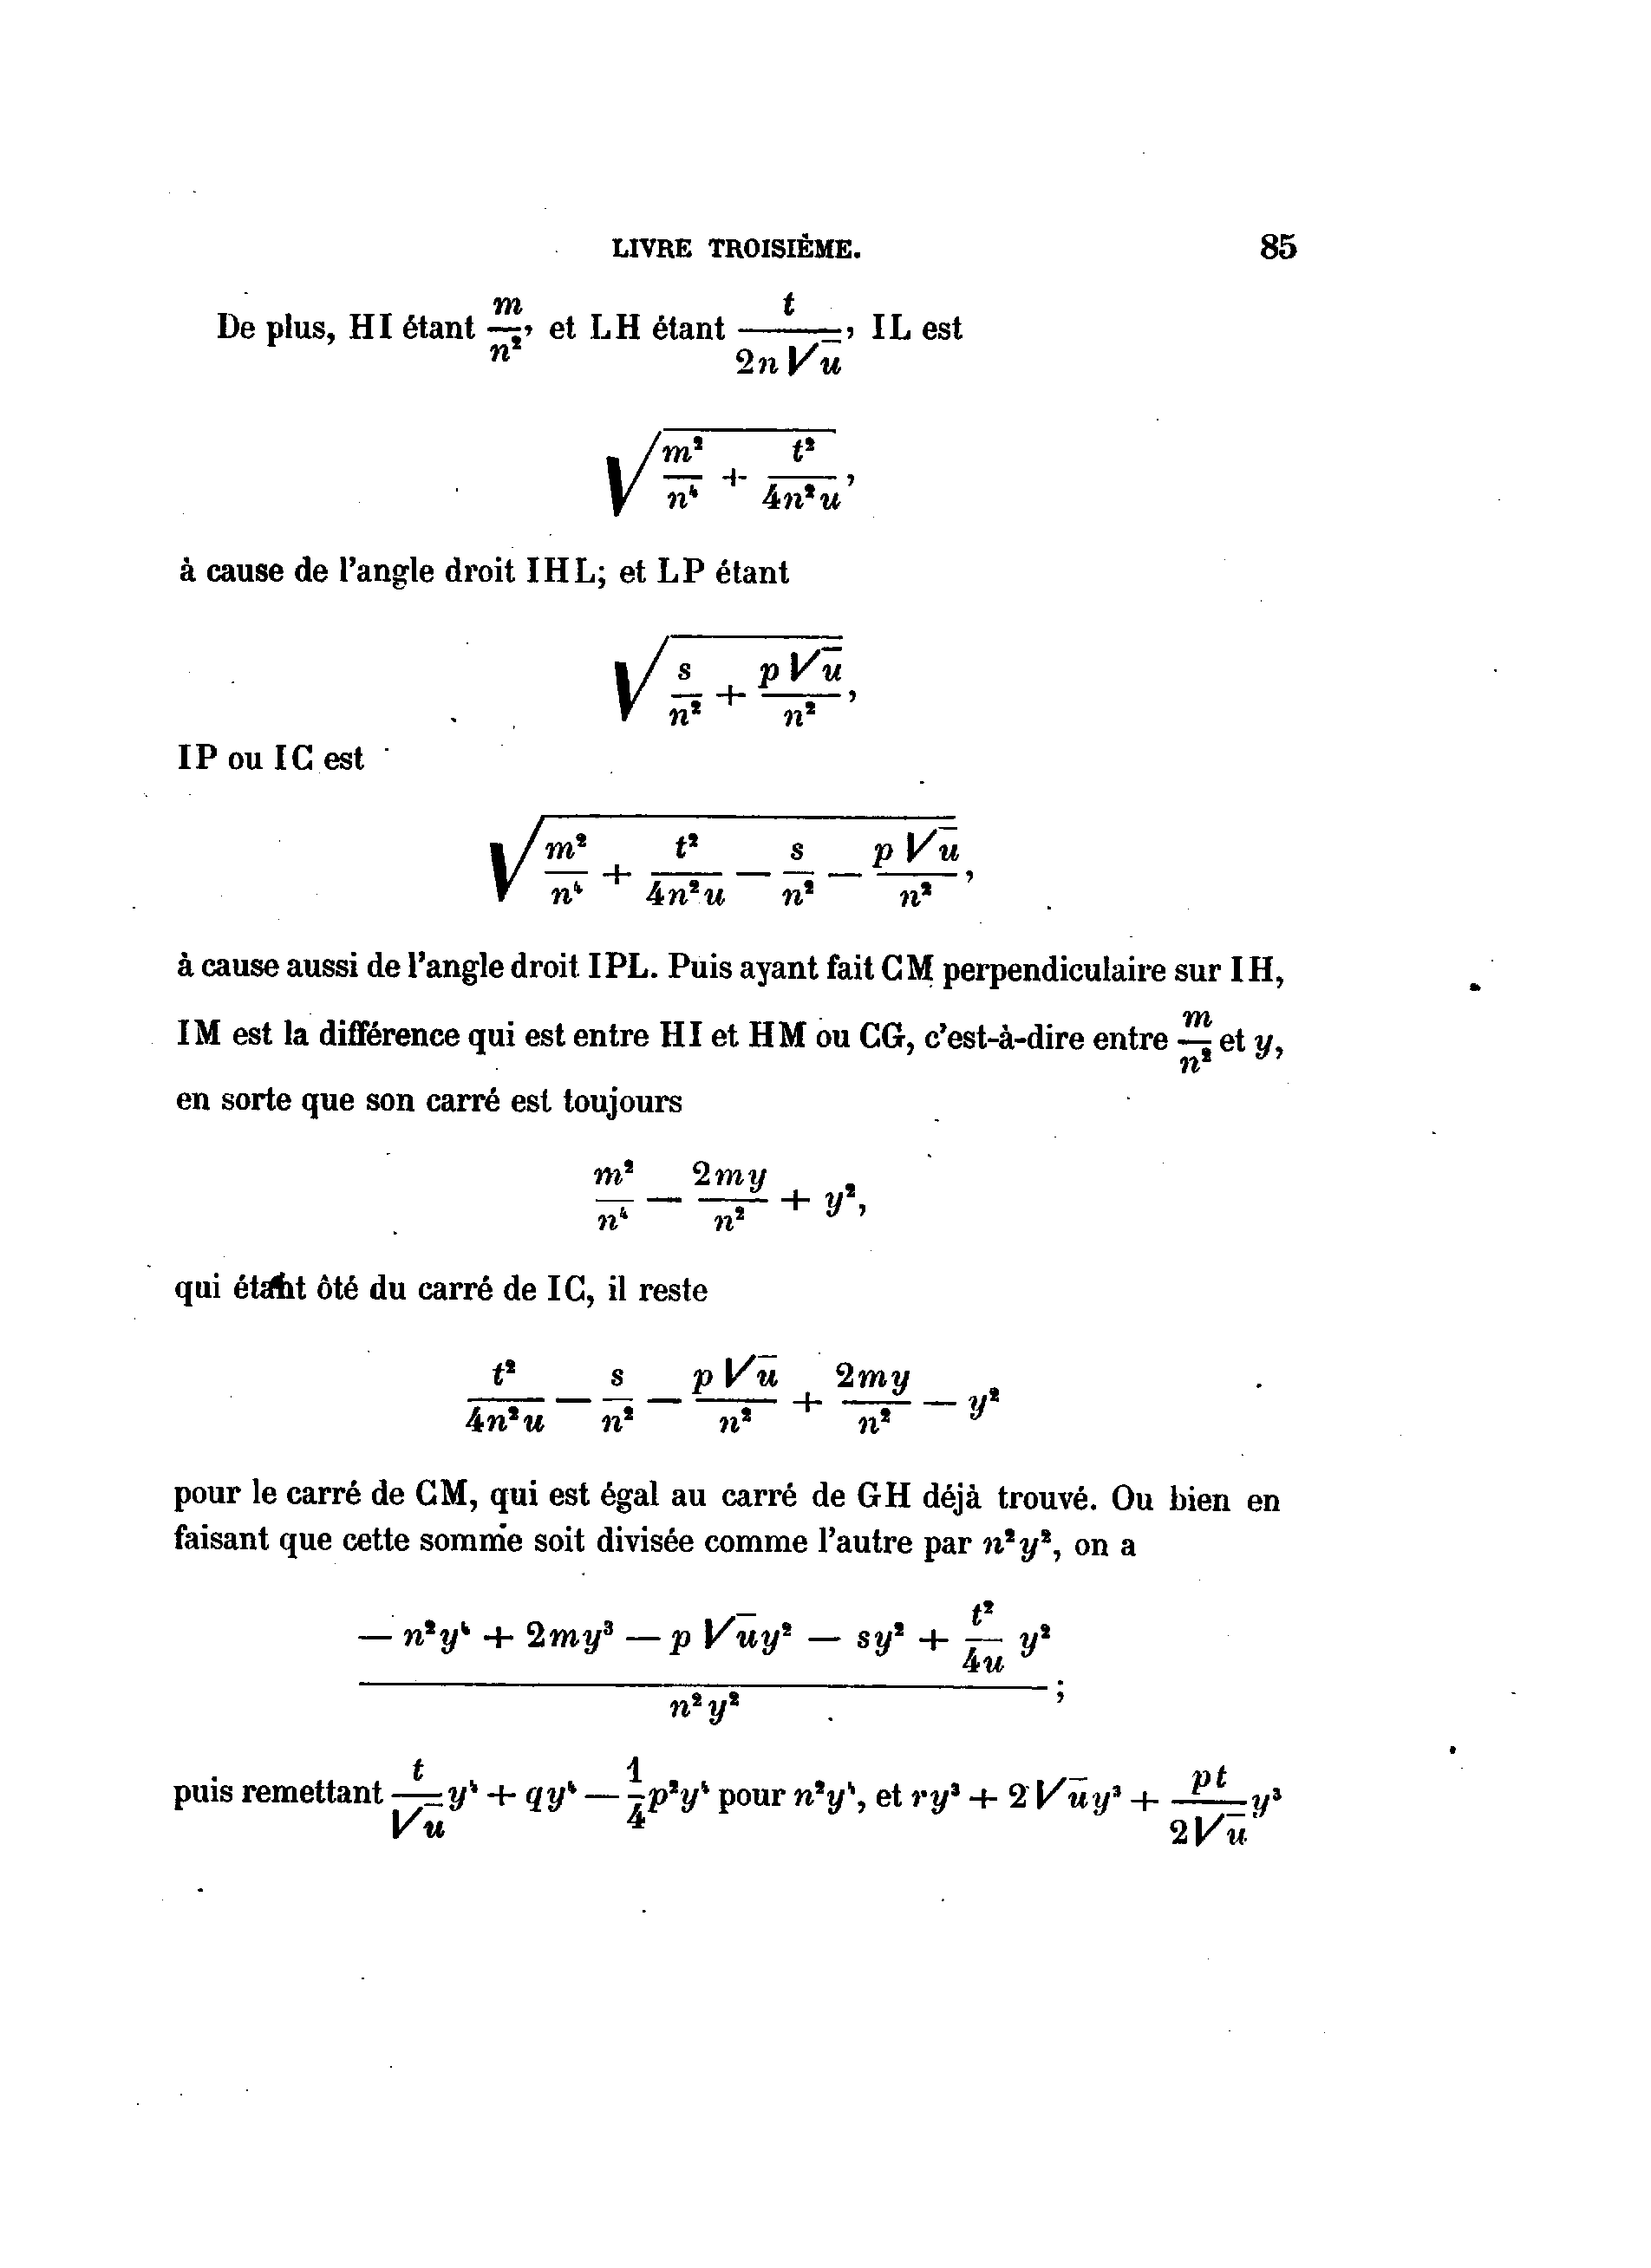 LIVRE TROISIÈME. 85
De plus, HI étant $\frac{m}{n^2}$, et LH étant $\frac{t}{2n\sqrt{u}}$, IL est
$\sqrt{\frac{m^2}{n^4} + \frac{t^2}{4n^2u}}$,
à cause de l'angle droit IHL; et LP étant
$\sqrt{\frac{s}{n^2} + \frac{p\sqrt{u}}{n^2}}$,
IP ou IC est
$\sqrt{\frac{m^2}{n^4} + \frac{t^2}{4n^2u} - \frac{s}{n^2} - \frac{p\sqrt{u}}{n^2}}$,
à cause aussi de l'angle droit IPL. Puis ayant fait CM perpendiculaire sur IH,
IM est la différence qui est entre HI et HM ou CG, c'est-à-dire entre $\frac{m}{n^2}$ et $y$,
en sorte que son carré est toujours
$\frac{m^2}{n^4} - \frac{2my}{n^2} + y^2$,
qui étant ôté du carré de IC, il reste
$\frac{t^2}{4n^2u} - \frac{s}{n^2} - \frac{p\sqrt{u}}{n^2} + \frac{2my}{n^2} - y^2$
pour le carré de CM, qui est égal au carré de GH déjà trouvé. Ou bien en
faisant que cette somme soit divisée comme l'autre par $n^2y^2$, on a
$\frac{-n^2y^4 + 2my^3 - p\sqrt{u}y^2 - sy^2 + \frac{t^2}{4u}y^2}{n^2y^2}$;
puis remettant $\frac{t}{\sqrt{u}}y^4 + qy^4 - \frac{1}{4}p^2y^4$ pour $n^2y^4$, et $ry^3 + 2\sqrt{u}y^3 + \frac{pt}{2\sqrt{u}}y^3$